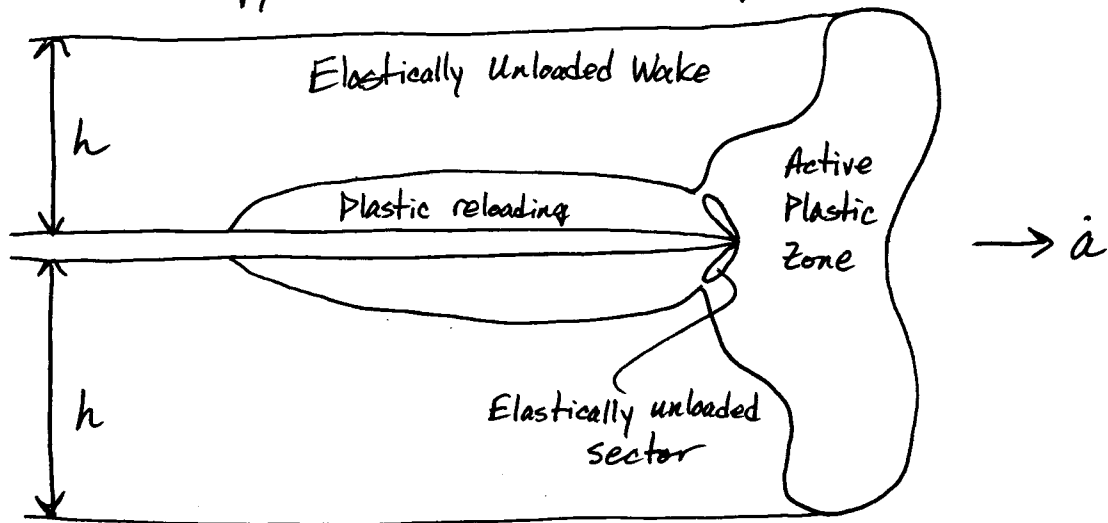 Elastically Unloaded Wake
h
Plastic reloading
Active
Plastic
Zone
ȧ
h
Elastically unloaded
sector